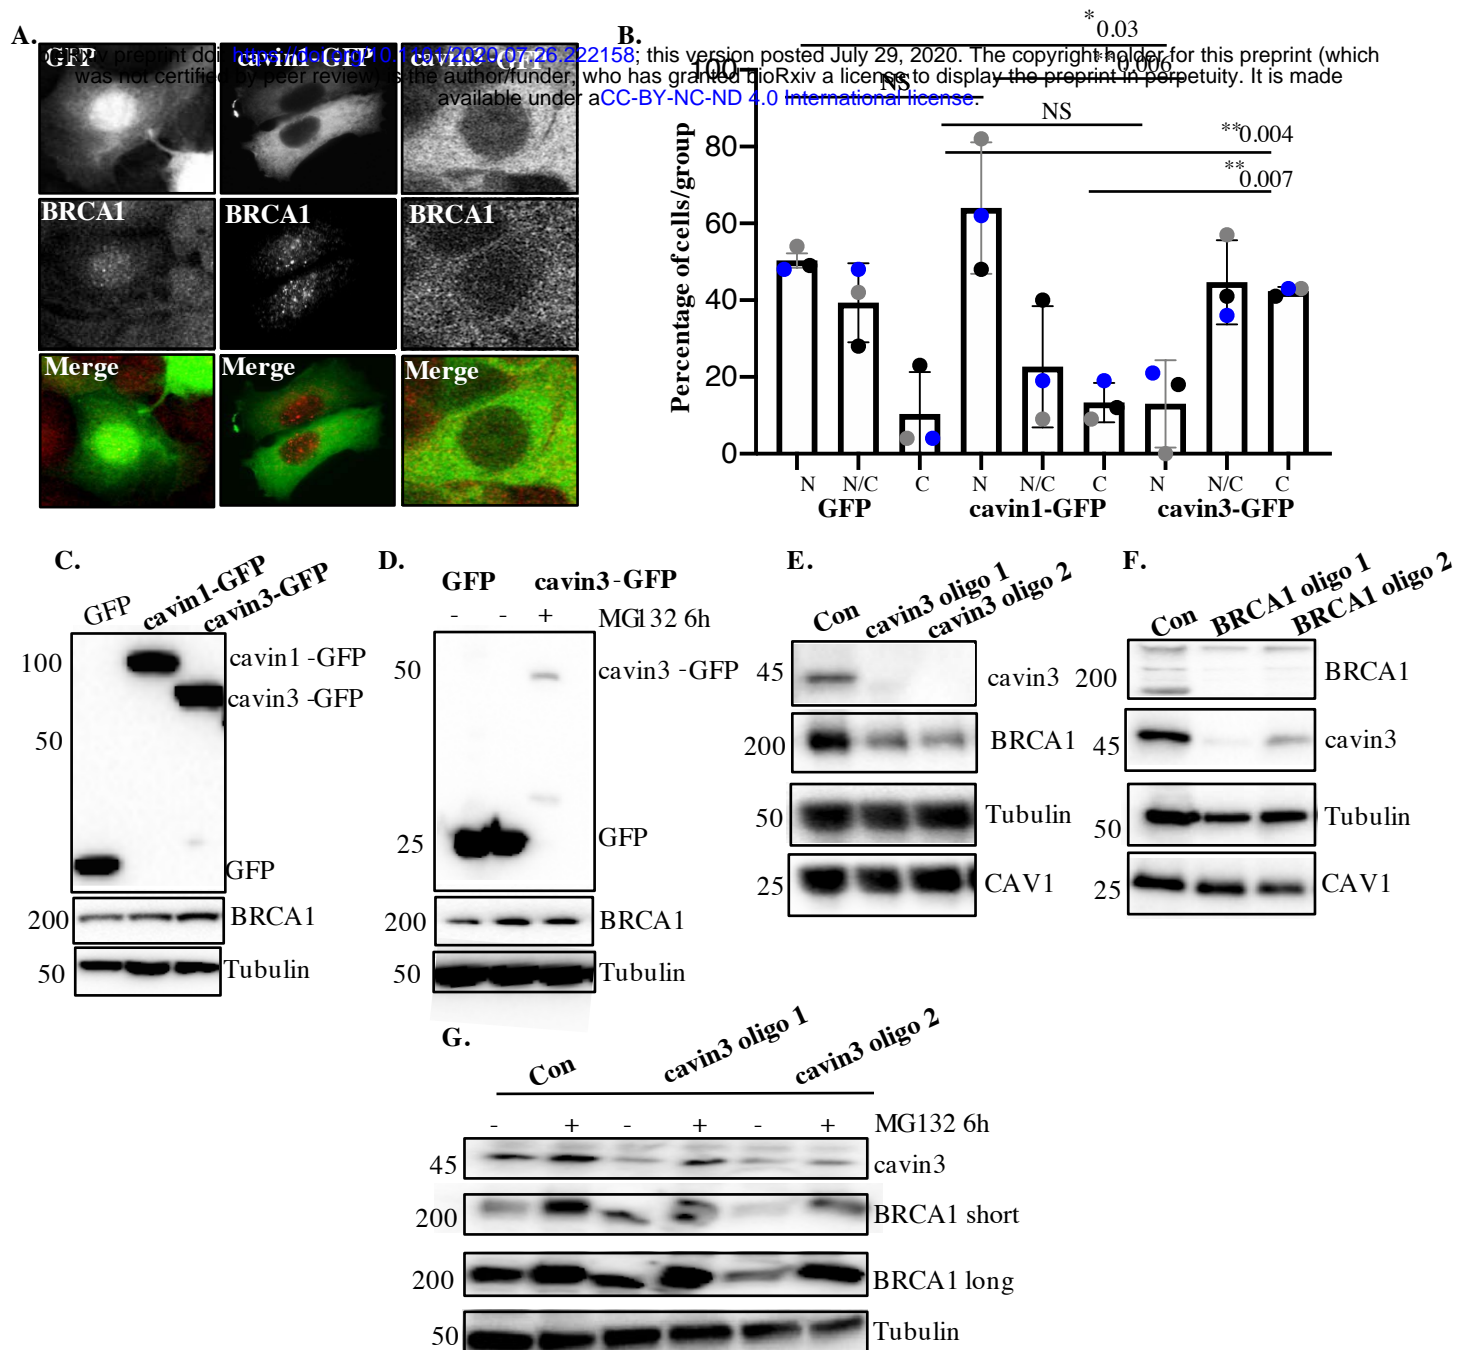 A.
B.
bioRxiv preprint doi: https://doi.org/10.1101/2020.07.26.222158; this version posted July 29, 2020. The copyright holder for this preprint (which
was not certified by peer review) is the author/funder, who has granted bioRxiv a license to display the preprint in perpetuity. It is made
available under aCC-BY-NC-ND 4.0 International license.
GFP
cavin1-GFP
cavin3-GFP
BRCA1
BRCA1
BRCA1
Merge
Merge
Merge
*0.03
**0.006
NS
NS
**0.004
**0.007
Percentage of cells/group
100
80
60
40
20
0
N N/C C N N/C C N N/C C
GFP cavin1-GFP cavin3-GFP
C.
GFP
cavin1-GFP
cavin3-GFP
100
50
cavin1 -GFP
cavin3 -GFP
GFP
200
BRCA1
50
Tubulin
D.
GFP cavin3-GFP
- - + MG132 6h
50
cavin3 -GFP
25
GFP
200
BRCA1
50
Tubulin
E.
Con
cavin3 oligo 1
cavin3 oligo 2
45
cavin3
200
BRCA1
50
Tubulin
25
CAV1
F.
Con
BRCA1 oligo 1
BRCA1 oligo 2
200
BRCA1
45
cavin3
50
Tubulin
25
CAV1
G.
Con
cavin3 oligo 1
cavin3 oligo 2
- + - + - + MG132 6h
45
cavin3
200
BRCA1 short
200
BRCA1 long
50
Tubulin